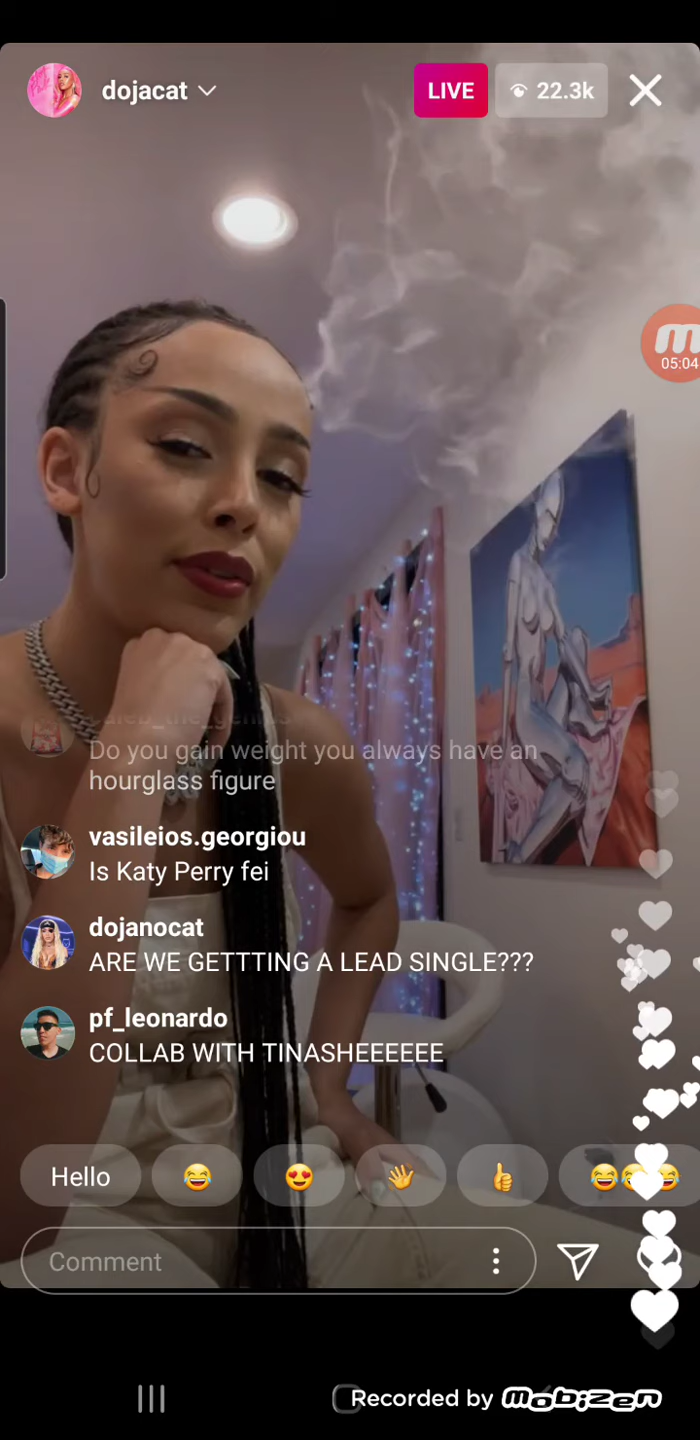 dojacat
LIVE
22.3k
05:04
Do you gain weight you always have an
hourglass figure
vasileios.georgiou
Is Katy Perry fei
dojanocat
ARE WE GETTTING A LEAD SINGLE???
pf_leonardo
COLLAB WITH TINASHEEEEEE
Hello
Comment
Recorded by mobizen